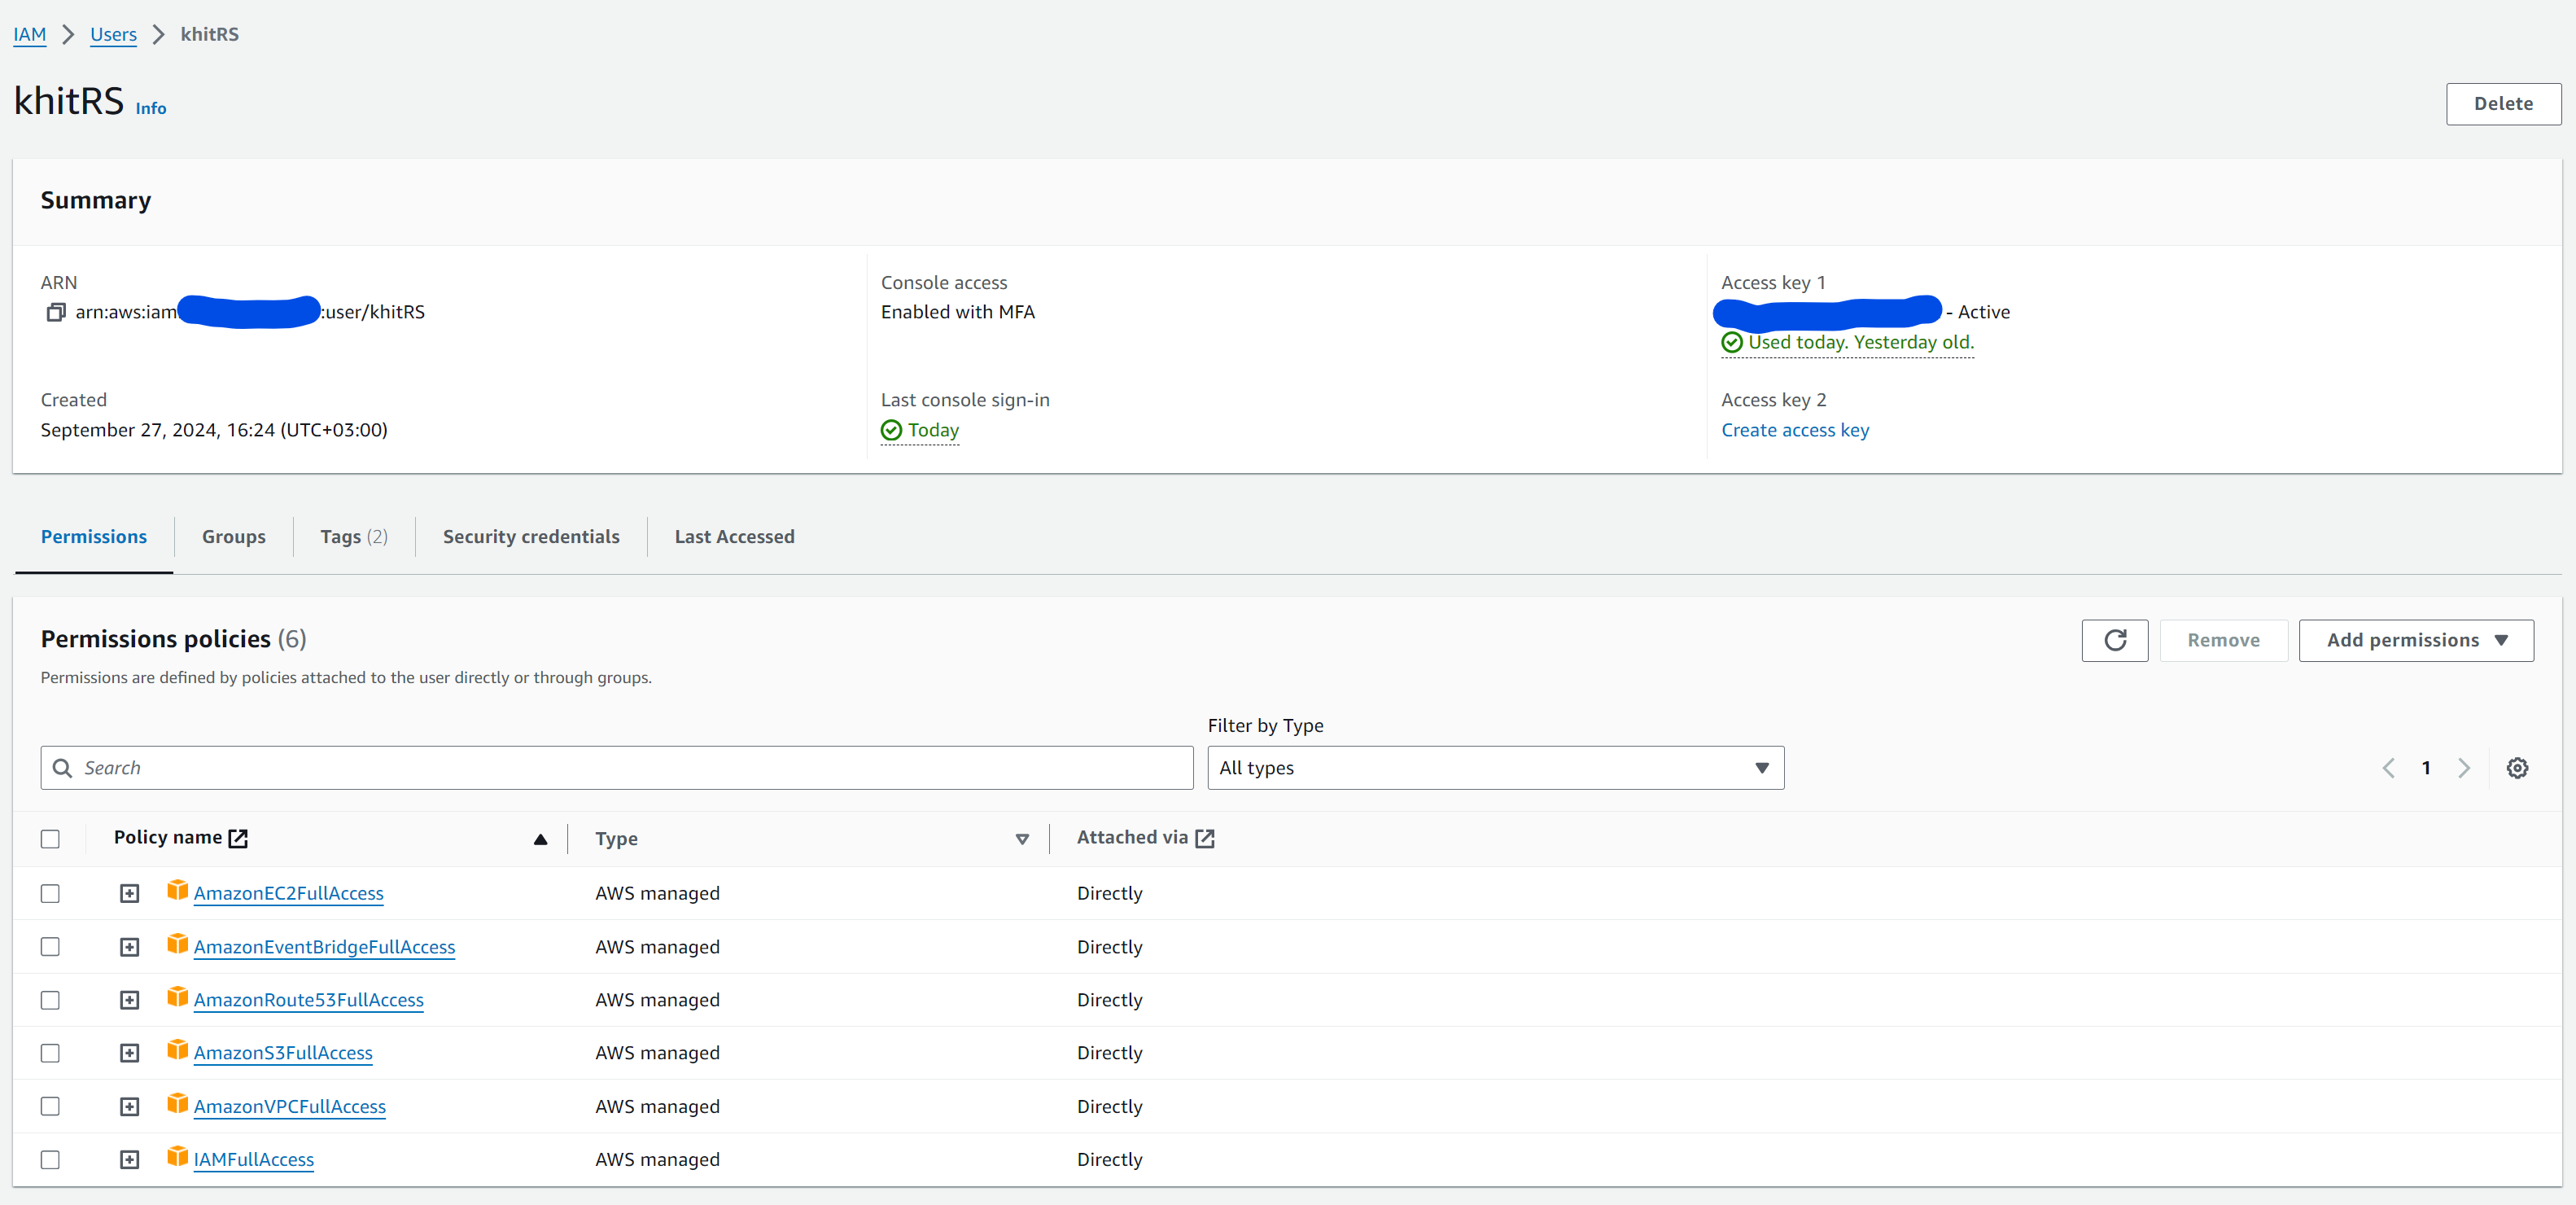 IAM > Users > khitRS
khitRS Info
Delete
Summary
ARN
arn:aws:iam :user/khitRS
Created
September 27, 2024, 16:24 (UTC+03:00)
Console access
Enabled with MFA
Last console sign-in
Today
Access key 1
- Active
Used today. Yesterday old.
Access key 2
Create access key
Permissions
Groups
Tags (2)
Security credentials
Last Accessed
Permissions policies (6)
Permissions are defined by policies attached to the user directly or through groups.
Remove
Add permissions
Filter by Type
Search
All types
1
Policy name
Type
Attached via
AmazonEC2FullAccess AWS managed Directly
AmazonEventBridgeFullAccess AWS managed Directly
AmazonRoute53FullAccess AWS managed Directly
AmazonS3FullAccess AWS managed Directly
AmazonVPCFullAccess AWS managed Directly
IAMFullAccess AWS managed Directly